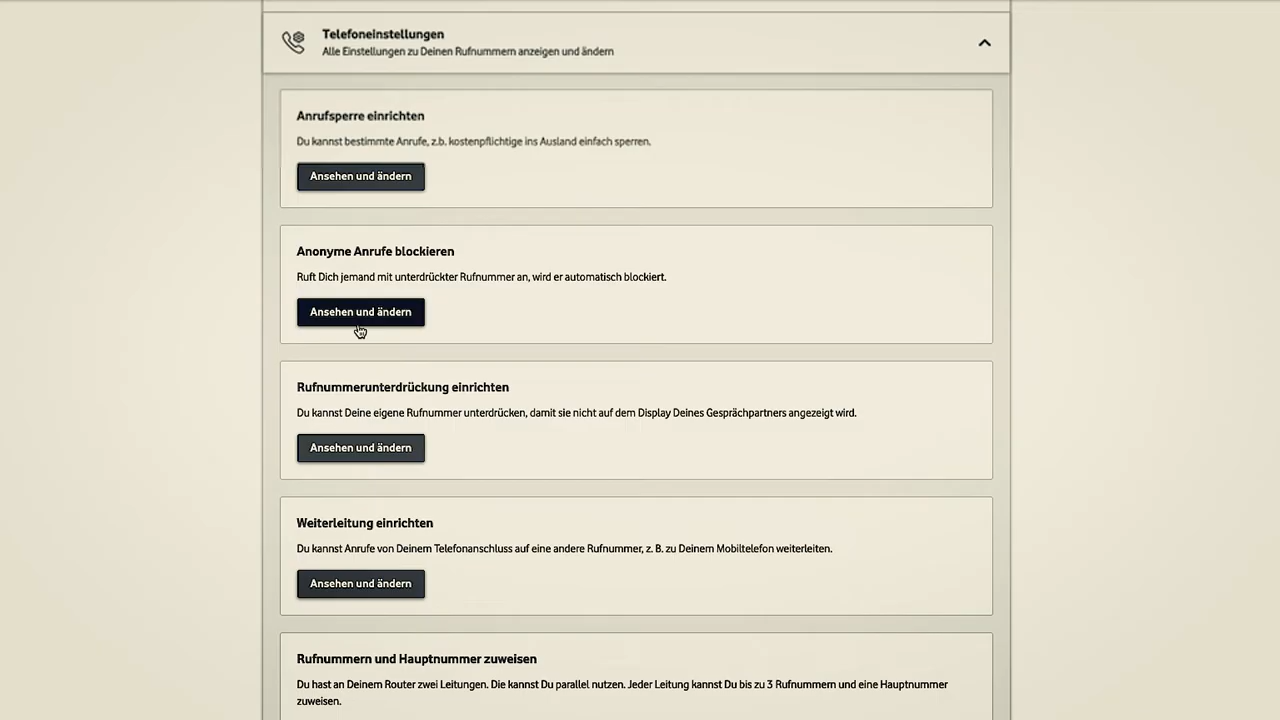 Telefoneinstellungen
Alle Einstellungen zu Deinen Rufnummern anzeigen und ändern
Anrufsperre einrichten
Du kannst bestimmte Anrufe, z.b. kostenpflichtige ins Ausland einfach sperren.
Ansehen und ändern
Anonyme Anrufe blockieren
Ruft Dich jemand mit unterdrückter Rufnummer an, wird er automatisch blockiert.
Ansehen und ändern
Rufnummerunterdrückung einrichten
Du kannst Deine eigene Rufnummer unterdrücken, damit sie nicht auf dem Display Deines Gesprächpartners angezeigt wird.
Ansehen und ändern
Weiterleitung einrichten
Du kannst Anrufe von Deinem Telefonanschluss auf eine andere Rufnummer, z. B. zu Deinem Mobiltelefon weiterleiten.
Ansehen und ändern
Rufnummern und Hauptnummer zuweisen
Du hast an Deinem Router zwei Leitungen. Die kannst Du parallel nutzen. Jeder Leitung kannst Du bis zu 3 Rufnummern und eine Hauptnummer
zuweisen.